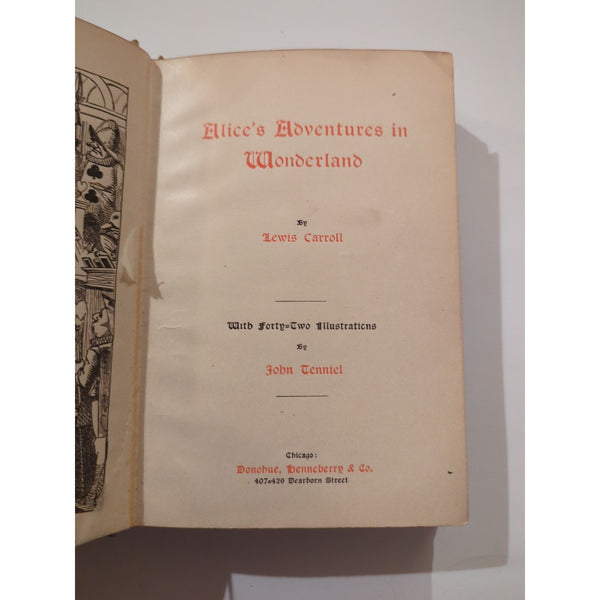 Alice's Adventures in
Wonderland
By
Lewis Carroll
With Forty=Two Illustrations
By
John Tenniel
Chicago:
Donohue, Henneberry & Co.
407=429 Dearborn Street